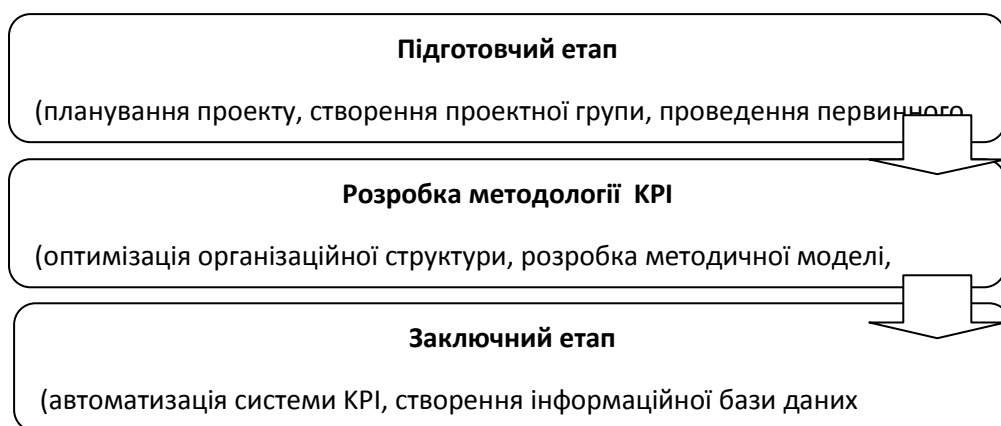 Підготовчий етап
(планування проекту, створення проектної групи, проведення первинного
Розробка методології KPI
(оптимізація організаційної структури, розробка методичної моделі,
Заключний етап
(автоматизація системи KPI, створення інформаційної бази даних